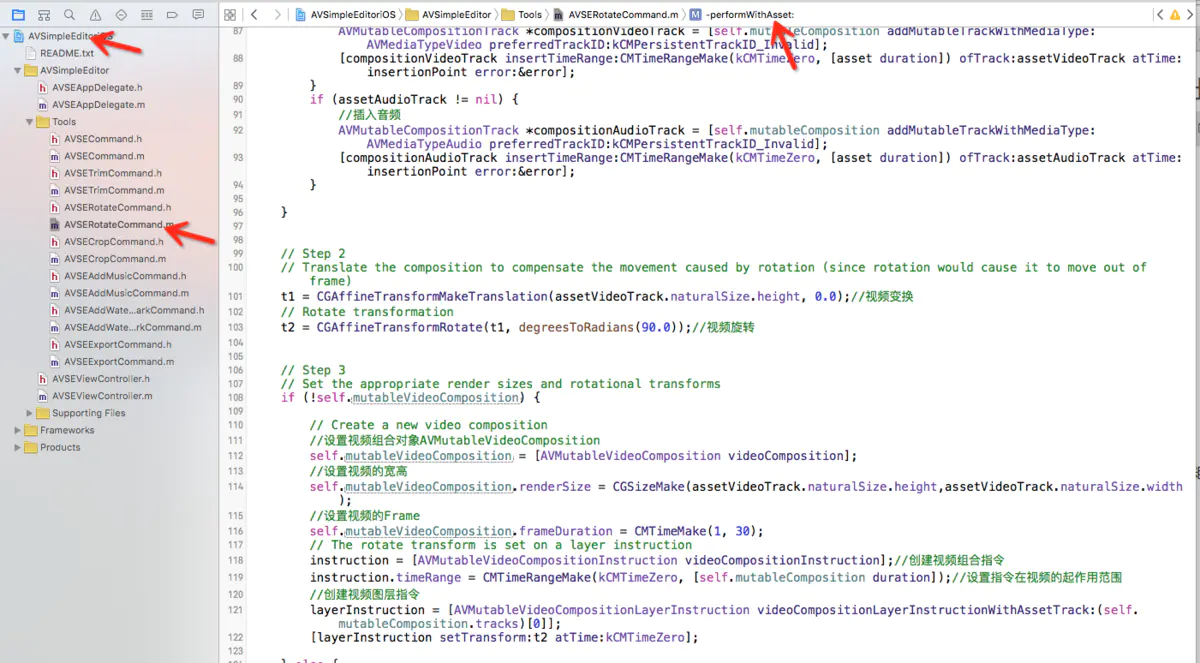 AVSimpleEditoriOS AVSimpleEditor Tools AVSERotateCommand.m M -performWithAsset:
AVSimpleEditoriOS
README.txt
AVSimpleEditor
h AVSEAppDelegate.h
m AVSEAppDelegate.m
Tools
h AVSECommand.h
m AVSECommand.m
h AVSETrimCommand.h
m AVSETrimCommand.m
h AVSERotateCommand.h
m AVSERotateCommand.m
h AVSECropCommand.h
m AVSECropCommand.m
h AVSEAddMusicCommand.h
m AVSEAddMusicCommand.m
h AVSEAddWate...arkCommand.h
m AVSEAddWate...rkCommand.m
h AVSEExportCommand.h
m AVSEExportCommand.m
h AVSEViewController.h
m AVSEViewController.m
Supporting Files
Frameworks
Products
87 AVMutableCompositionTrack *compositionVideoTrack = [self.mutableComposition addMutableTrackWithMediaType:
AVMediaTypeVideo preferredTrackID:kCMPersistentTrackID_Invalid];
88 [compositionVideoTrack insertTimeRange:CMTimeRangeMake(kCMTimeZero, [asset duration]) ofTrack:assetVideoTrack atTime:
insertionPoint error:&error];
89 }
90 if (assetAudioTrack != nil) {
91 //插入音频
92 AVMutableCompositionTrack *compositionAudioTrack = [self.mutableComposition addMutableTrackWithMediaType:
AVMediaTypeAudio preferredTrackID:kCMPersistentTrackID_Invalid];
93 [compositionAudioTrack insertTimeRange:CMTimeRangeMake(kCMTimeZero, [asset duration]) ofTrack:assetAudioTrack atTime:
insertionPoint error:&error];
94 }
95
96 }
97
98
99 // Step 2
100 // Translate the composition to compensate the movement caused by rotation (since rotation would cause it to move out of
frame)
101 t1 = CGAffineTransformMakeTranslation(assetVideoTrack.naturalSize.height, 0.0);//视频变换
102 // Rotate transformation
103 t2 = CGAffineTransformRotate(t1, degreesToRadians(90.0));//视频旋转
104
105
106 // Step 3
107 // Set the appropriate render sizes and rotational transforms
108 if (!self.mutableVideoComposition) {
109
110 // Create a new video composition
111 //设置视频组合对象AVMutableVideoComposition
112 self.mutableVideoComposition = [AVMutableVideoComposition videoComposition];
113 //设置视频的宽高
114 self.mutableVideoComposition.renderSize = CGSizeMake(assetVideoTrack.naturalSize.height,assetVideoTrack.naturalSize.width
);
115 //设置视频的Frame
116 self.mutableVideoComposition.frameDuration = CMTimeMake(1, 30);
117 // The rotate transform is set on a layer instruction
118 instruction = [AVMutableVideoCompositionInstruction videoCompositionInstruction];//创建视频组合指令
119 instruction.timeRange = CMTimeRangeMake(kCMTimeZero, [self.mutableComposition duration]);//设置指令在视频的起作用范围
120 //创建视频图层指令
121 layerInstruction = [AVMutableVideoCompositionLayerInstruction videoCompositionLayerInstructionWithAssetTrack:(self.
mutableComposition.tracks)[0]];
122 [layerInstruction setTransform:t2 atTime:kCMTimeZero];
123
} else {